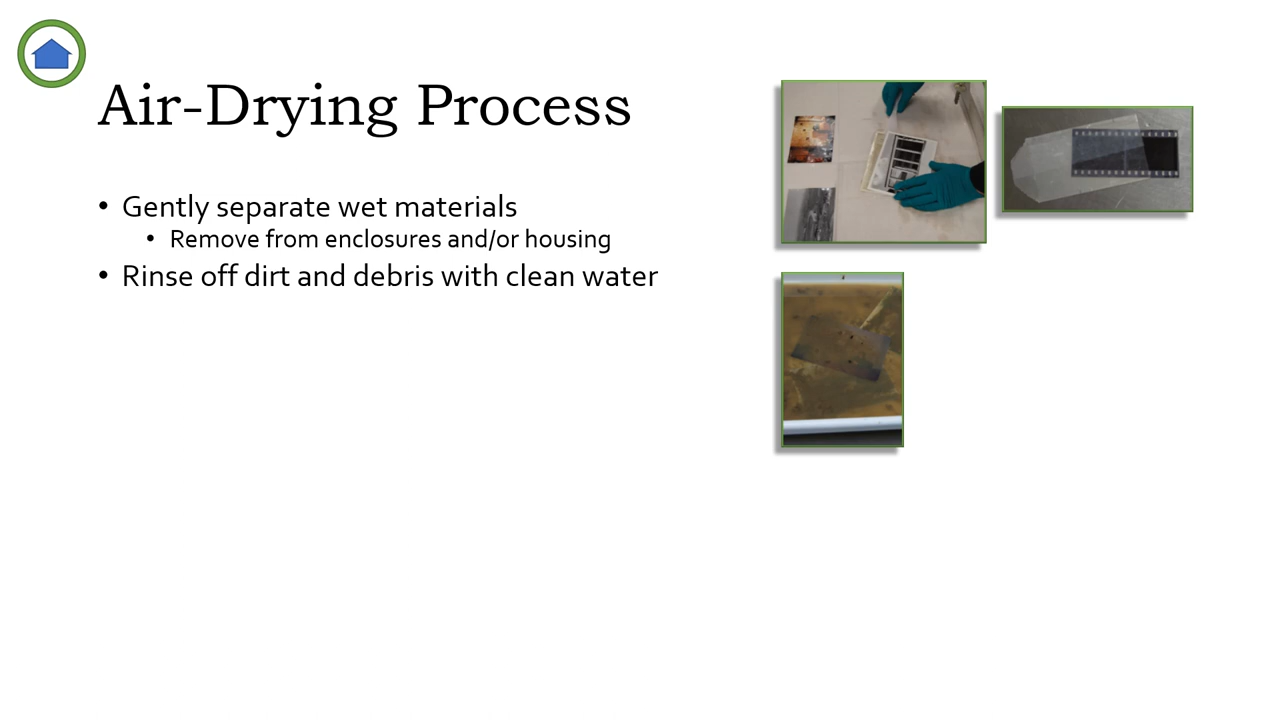 Air-Drying Process
• Gently separate wet materials
• Remove from enclosures and/or housing
• Rinse off dirt and debris with clean water